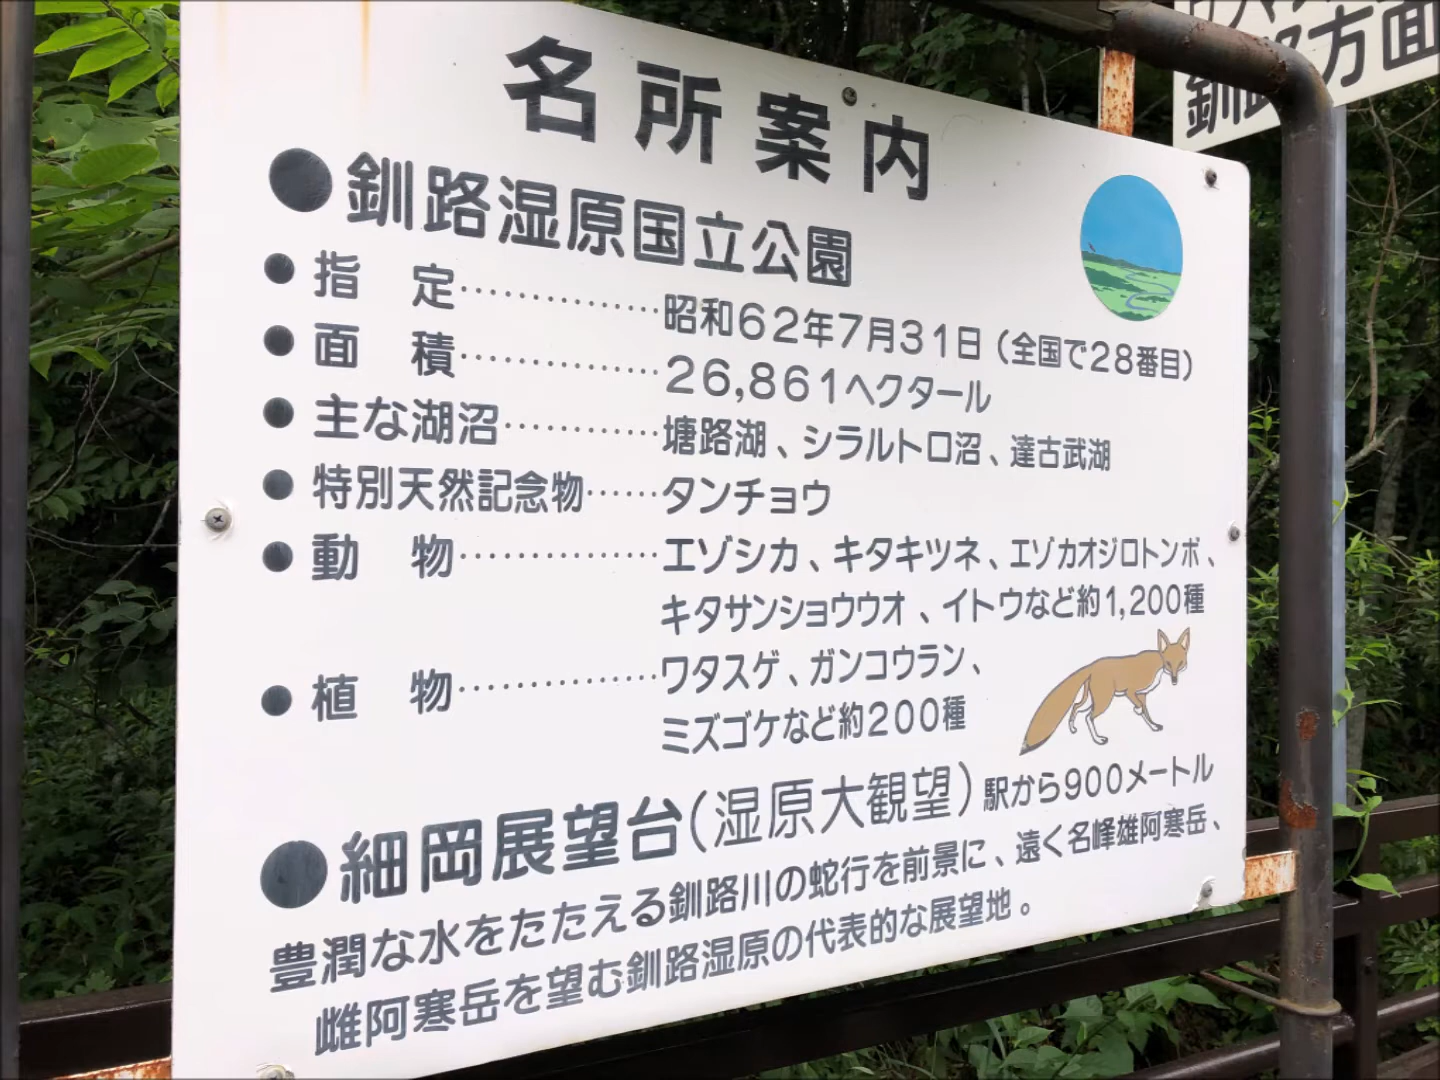 名所案内
●釧路湿原国立公園
●指　定……………昭和62年7月31日（全国で28番目）
●面　積……………26,861ヘクタール
●主な湖沼…………塘路湖、シラルトロ沼、達古武湖
●特別天然記念物……タンチョウ
●動　物……………エゾシカ、キタキツネ、エゾカオジロトンボ、
キタサンショウウオ、イトウなど約1,200種
●植　物……………ワタスゲ、ガンコウラン、
ミズゴケなど約200種
●細岡展望台(湿原大観望)駅から900メートル
豊潤な水をたたえる釧路川の蛇行を前景に、遠く名峰雄阿寒岳、
雌阿寒岳を望む釧路湿原の代表的な展望地。
釧路方面